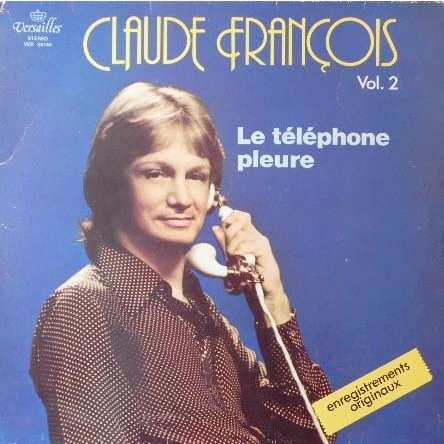 Versailles
STEREO
CLAUDE FRANÇOIS
Vol. 2
Le téléphone
pleure
enregistrements
originaux